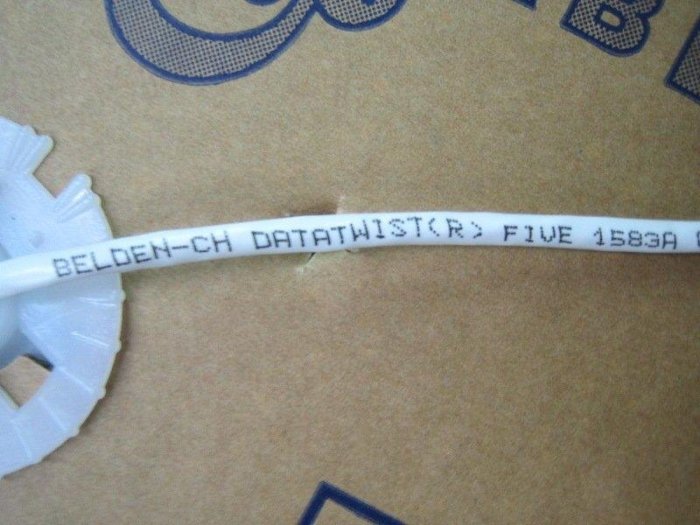 BELDEN-CH DATATWIST(R) FIVE 1583A